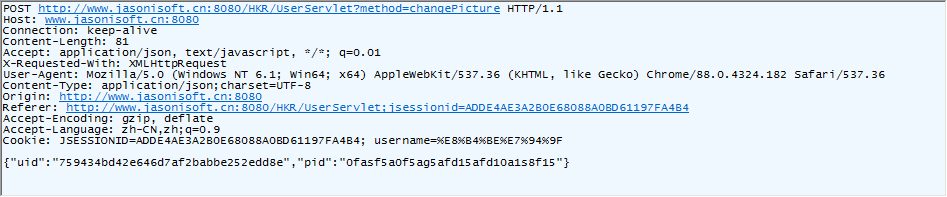 POST http://www.jasonisoft.cn:8080/HKR/UserServlet?method=changePicture HTTP/1.1
Host: www.jasonisoft.cn:8080
Connection: keep-alive
Content-Length: 81
Accept: application/json, text/javascript, */*; q=0.01
X-Requested-With: XMLHttpRequest
User-Agent: Mozilla/5.0 (Windows NT 6.1; Win64; x64) AppleWebKit/537.36 (KHTML, like Gecko) Chrome/88.0.4324.182 Safari/537.36
Content-Type: application/json;charset=UTF-8
Origin: http://www.jasonisoft.cn:8080
Referer: http://www.jasonisoft.cn:8080/HKR/UserServlet;jsessionid=ADDE4AE3A2B0E68088A0BD61197FA4B4
Accept-Encoding: gzip, deflate
Accept-Language: zh-CN,zh;q=0.9
Cookie: JSESSIONID=ADDE4AE3A2B0E68088A0BD61197FA4B4; username=%E8%B4%BE%E7%94%9F
{"uid":"759434bd42e646d7af2babbe252edd8e","pid":"0fasf5a0f5ag5afd15afd10a1s8f15"}